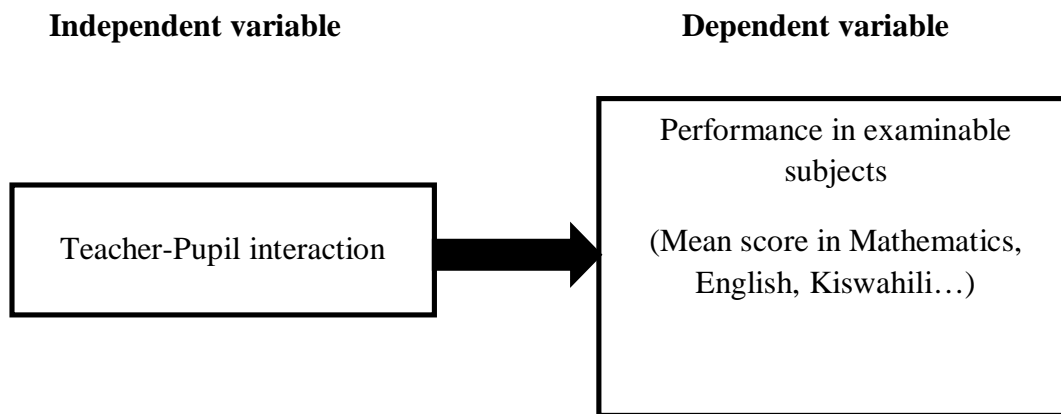 Independent variable
Dependent variable
Teacher-Pupil interaction
Performance in examinable
subjects
(Mean score in Mathematics,
English, Kiswahili…)